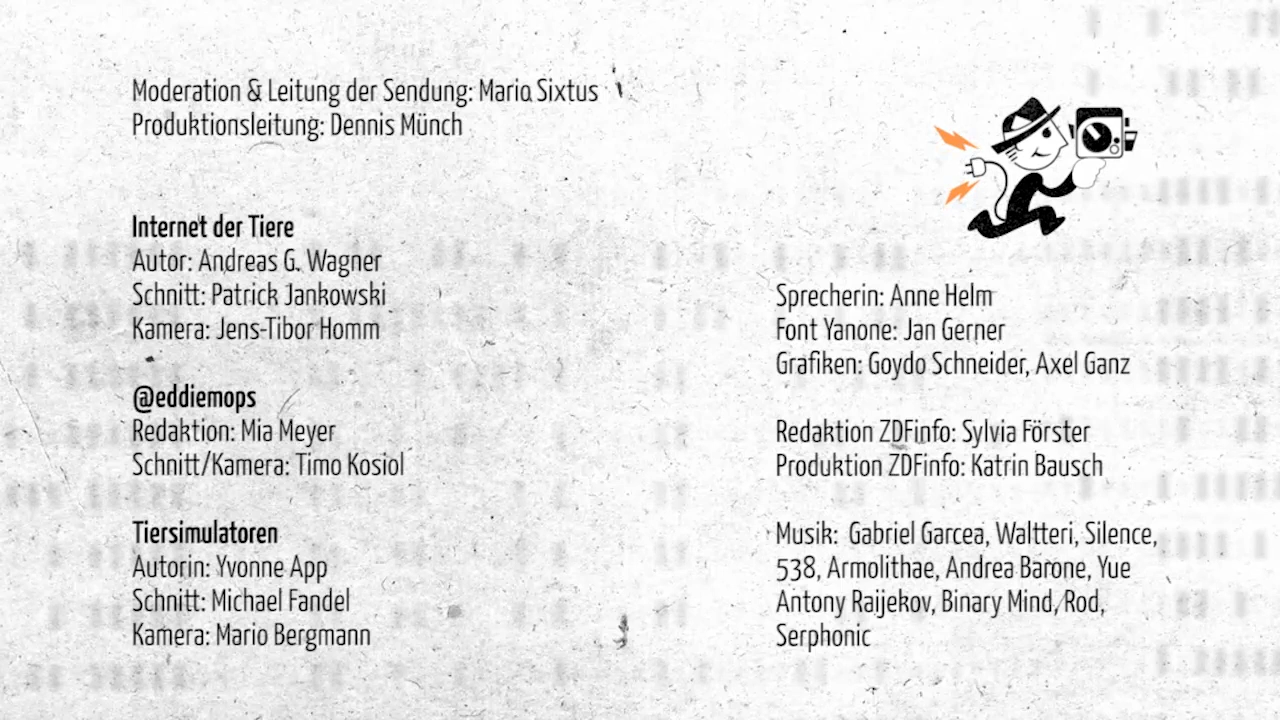 Moderation & Leitung der Sendung: Mario Sixtus
Produktionsleitung: Dennis Münch
Internet der Tiere
Autor: Andreas G. Wagner
Schnitt: Patrick Jankowski
Kamera: Jens-Tibor Homm
@eddiemops
Redaktion: Mia Meyer
Schnitt/Kamera: Timo Kosiol
Tiersimulatoren
Autorin: Yvonne App
Schnitt: Michael Fandel
Kamera: Mario Bergmann
Sprecherin: Anne Helm
Font Yanone: Jan Gerner
Grafiken: Goydo Schneider, Axel Ganz
Redaktion ZDFinfo: Sylvia Förster
Produktion ZDFinfo: Katrin Bausch
Musik: Gabriel Garcea, Waltteri, Silence,
538, Armolithae, Andrea Barone, Yue
Antony Raijekov, Binary Mind, Rod,
Serphonic